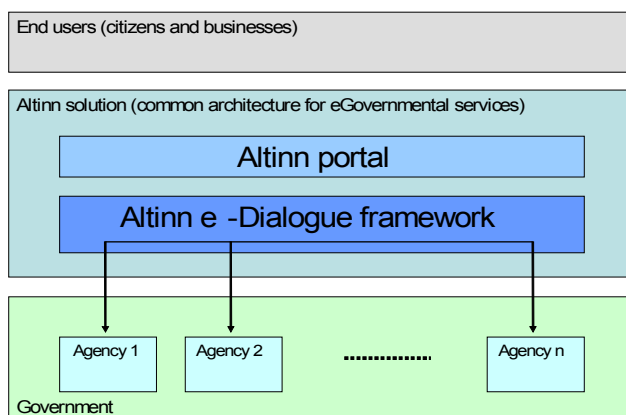 End users (citizens and businesses)
Altinn solution (common architecture for eGovernmental services)
Altinn portal
Altinn e -Dialogue framework
Agency 1
Agency 2
Agency n
Government